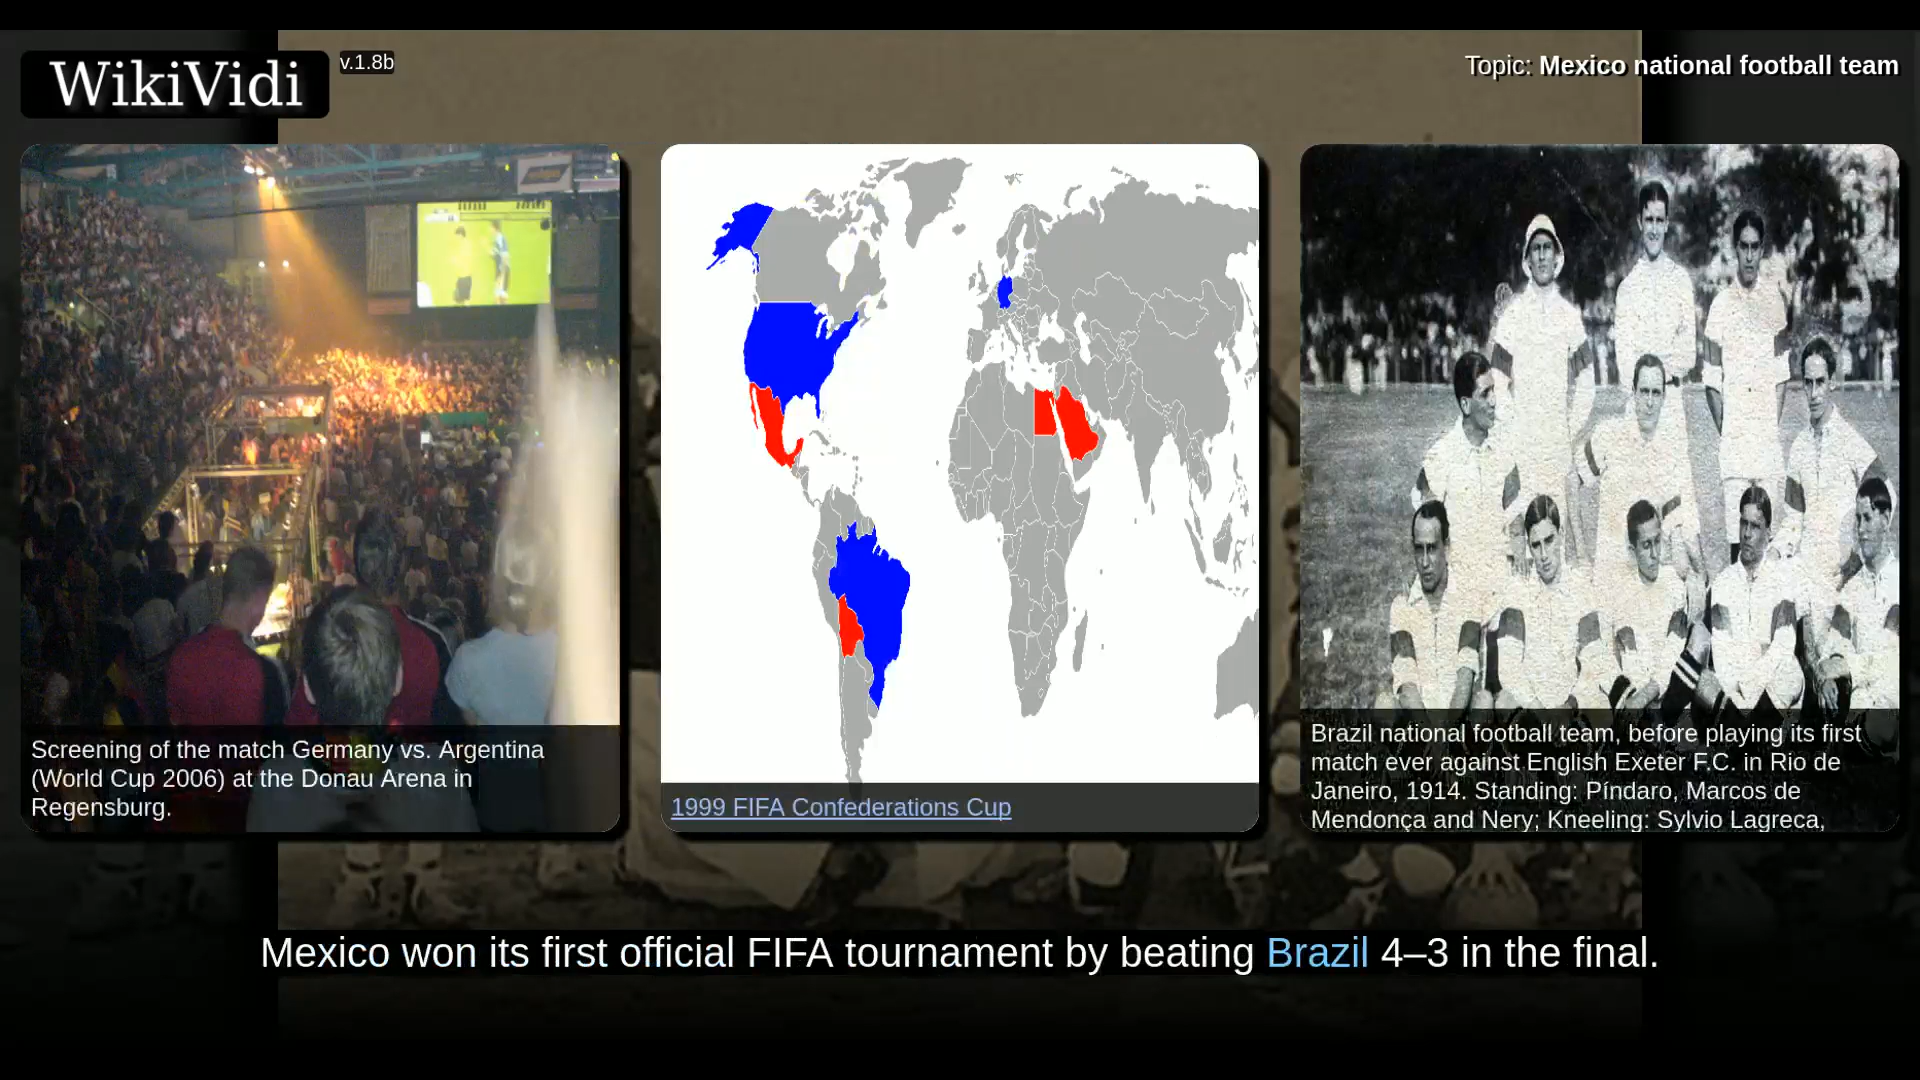 WikiVidi
v.1.8b
Topic: Mexico national football team
Screening of the match Germany vs. Argentina
(World Cup 2006) at the Donau Arena in
Regensburg.
1999 FIFA Confederations Cup
Brazil national football team, before playing its first
match ever against English Exeter F.C. in Rio de
Janeiro, 1914. Standing: Píndaro, Marcos de
Mendonça and Nery; Kneeling: Sylvio Lagreca,
Mexico won its first official FIFA tournament by beating Brazil 4–3 in the final.